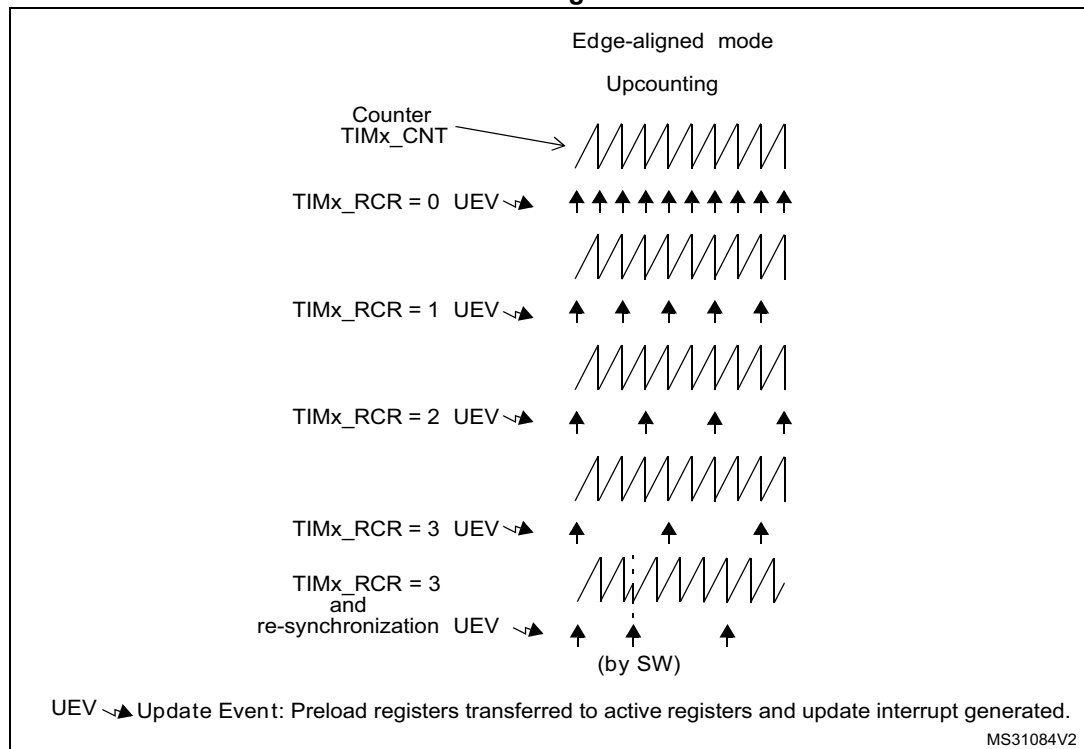 Edge-aligned mode
Upcounting
Counter
TIMx_CNT
TIMx_RCR = 0 UEV
TIMx_RCR = 1 UEV
TIMx_RCR = 2 UEV
TIMx_RCR = 3 UEV
TIMx_RCR = 3
and
re-synchronization UEV
(by SW)
UEV Update Event: Preload registers transferred to active registers and update interrupt generated.
MS31084V2